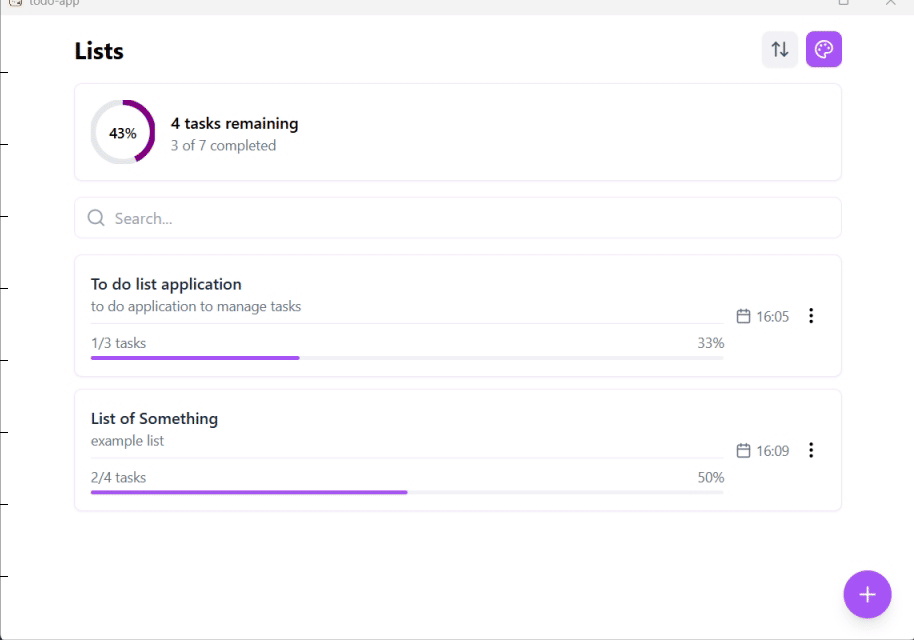 todo-app
Lists
43%
4 tasks remaining
3 of 7 completed
Search...
To do list application
to do application to manage tasks
16:05
1/3 tasks 33%
List of Something
example list
16:09
2/4 tasks 50%